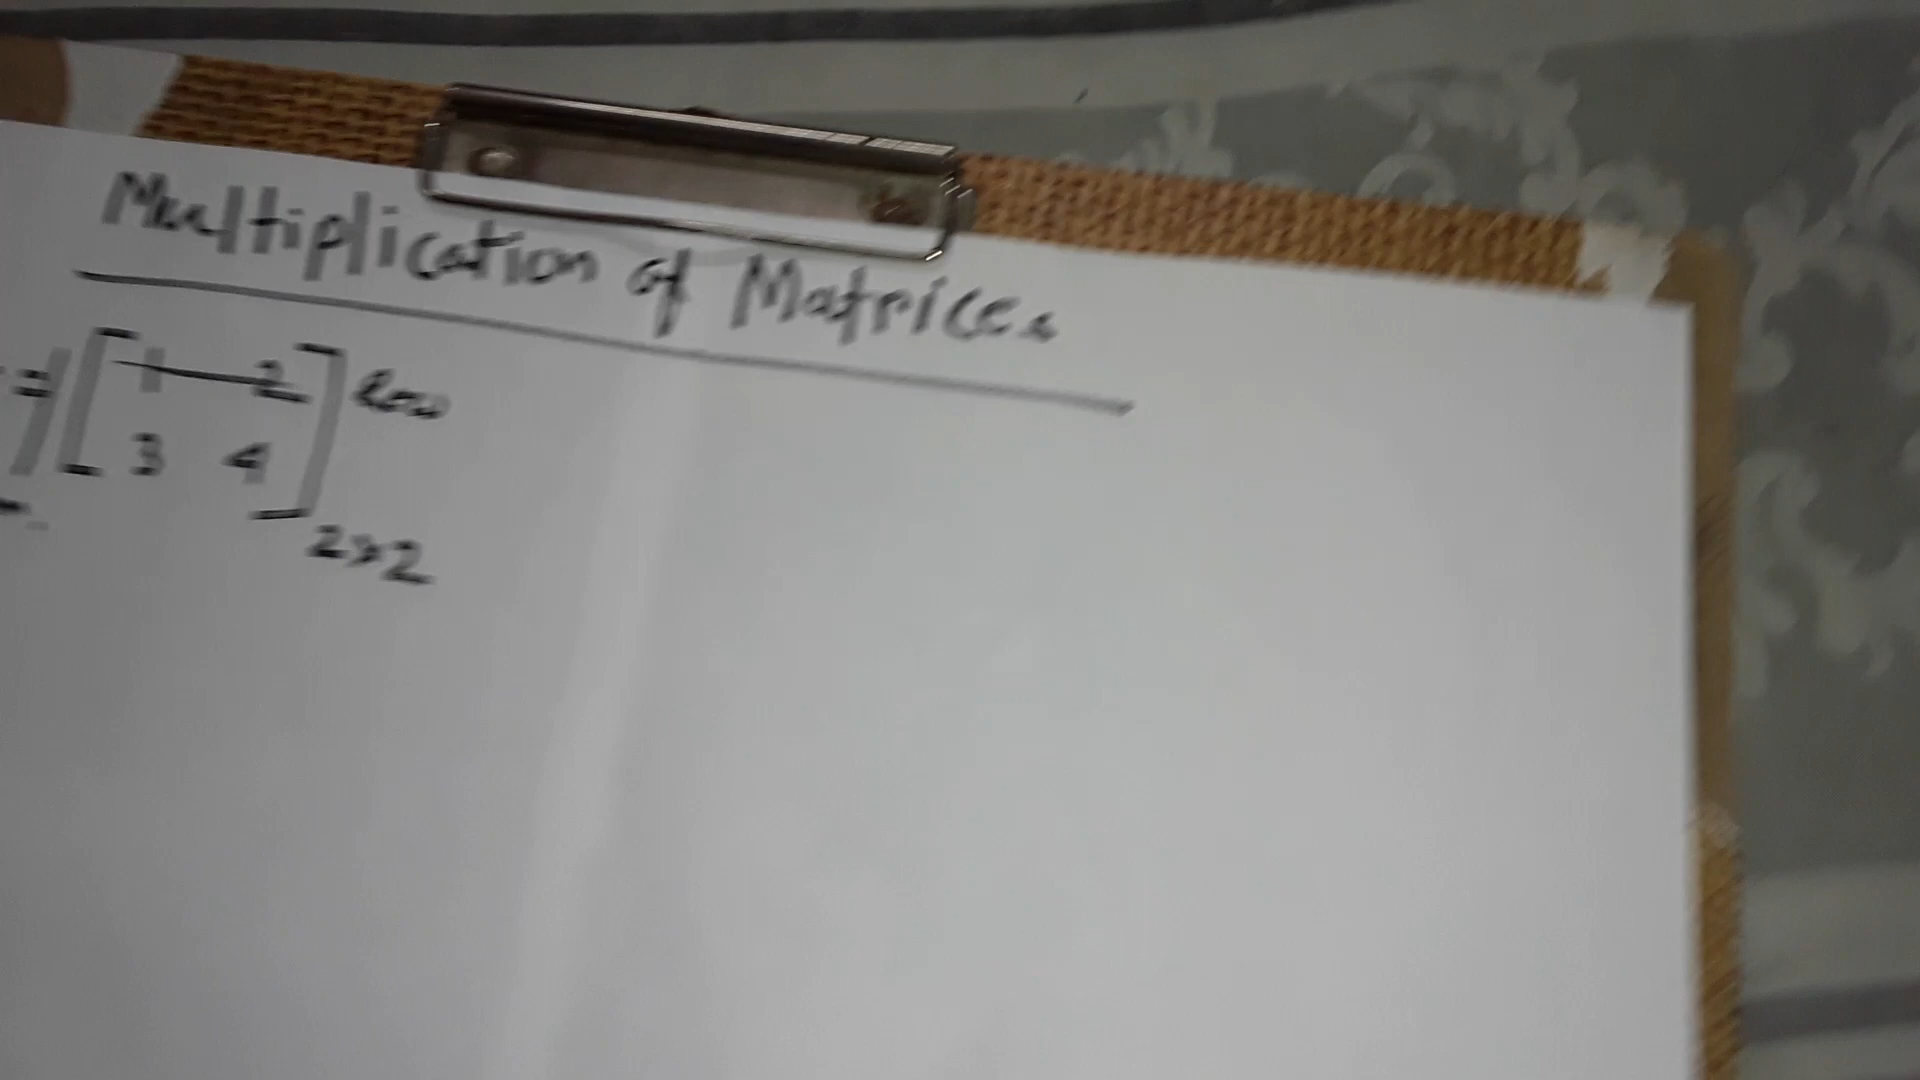 Multiplication of Matrices
= [ 1 2 ] Row
3 4
2×2